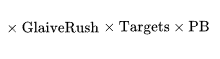 × GlaiveRush × Targets × PB